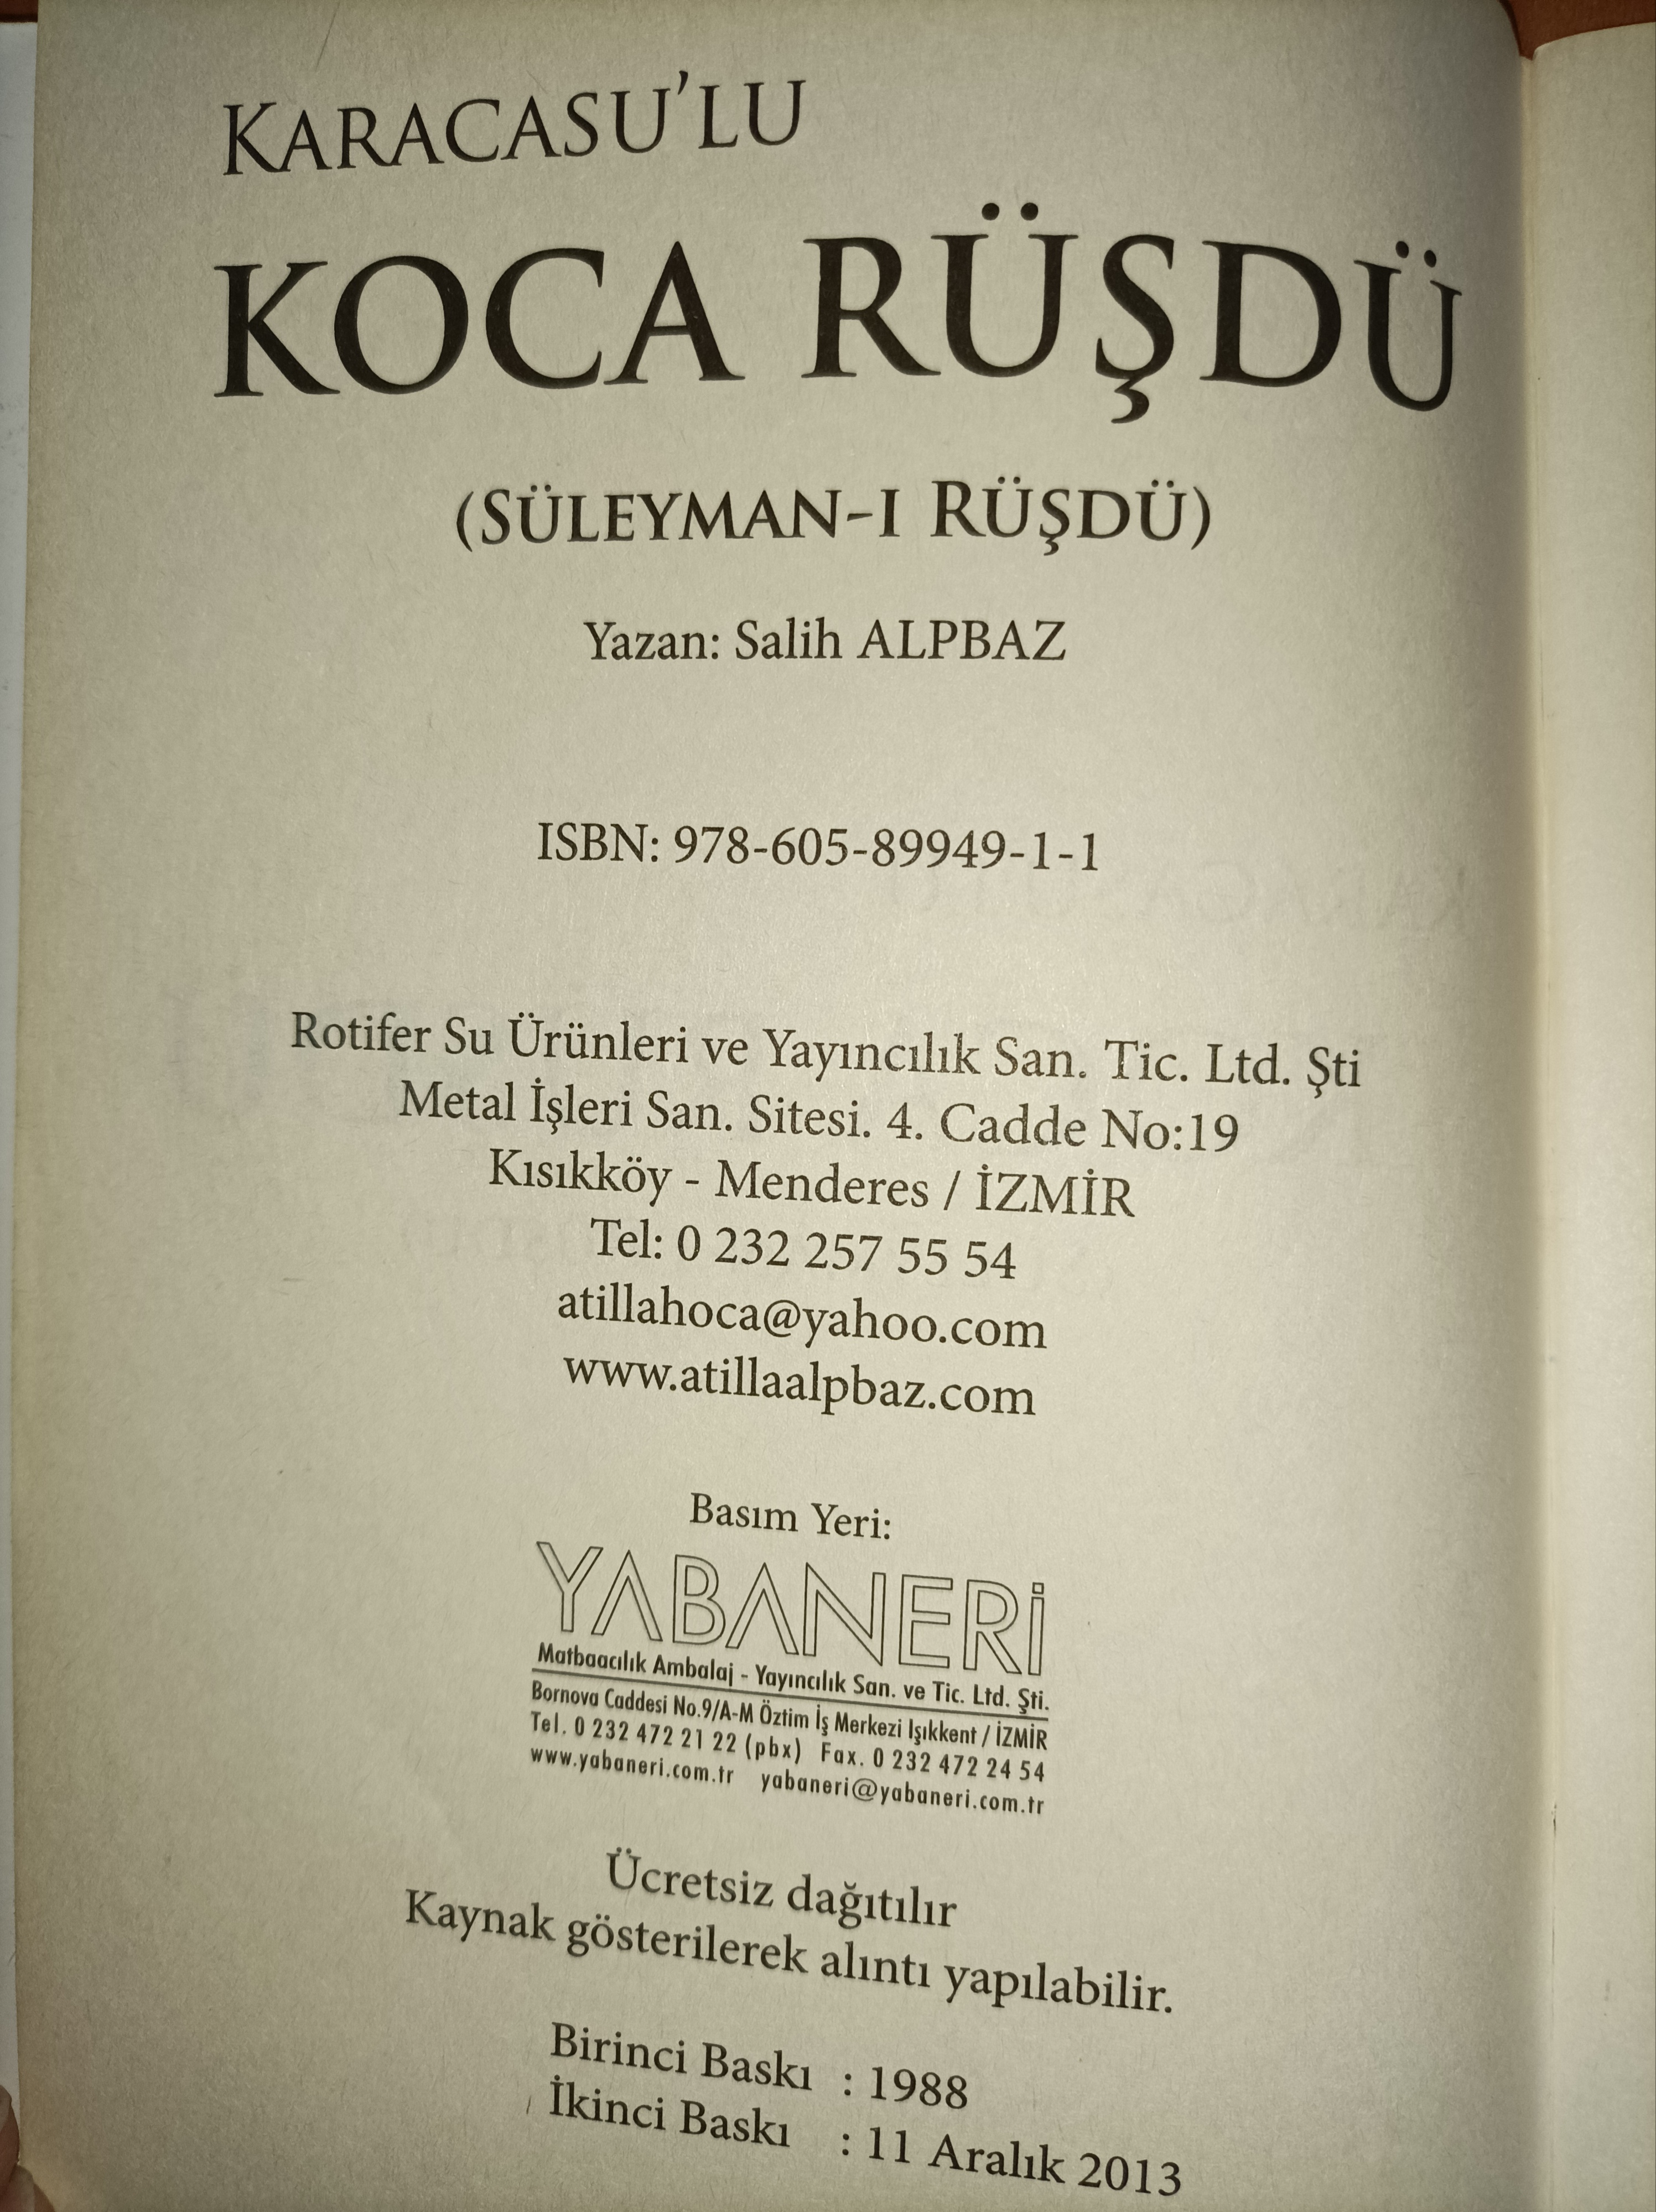 KARACASU'LU
KOCA RÜŞDÜ
(SÜLEYMAN-I RÜŞDÜ)
Yazan: Salih ALPBAZ
ISBN: 978-605-89949-1-1
Rotifer Su Ürünleri ve Yayıncılık San. Tic. Ltd. Şti
Metal İşleri San. Sitesi. 4. Cadde No:19
Kısıkköy - Menderes / İZMİR
Tel: 0 232 257 55 54
atillahoca@yahoo.com
www.atillaalpbaz.com
Basım Yeri:
YABANERİ
Matbaacılık Ambalaj - Yayıncılık San. ve Tic. Ltd. Şti.
Bornova Caddesi No.9/A-M Öztim İş Merkezi Işıkkent / İZMİR
Tel. 0 232 472 21 22 (pbx) Fax. 0 232 472 24 54
www.yabaneri.com.tr yabaneri@yabaneri.com.tr
Ücretsiz dağıtılır
Kaynak gösterilerek alıntı yapılabilir.
Birinci Baskı : 1988
İkinci Baskı : 11 Aralık 2013